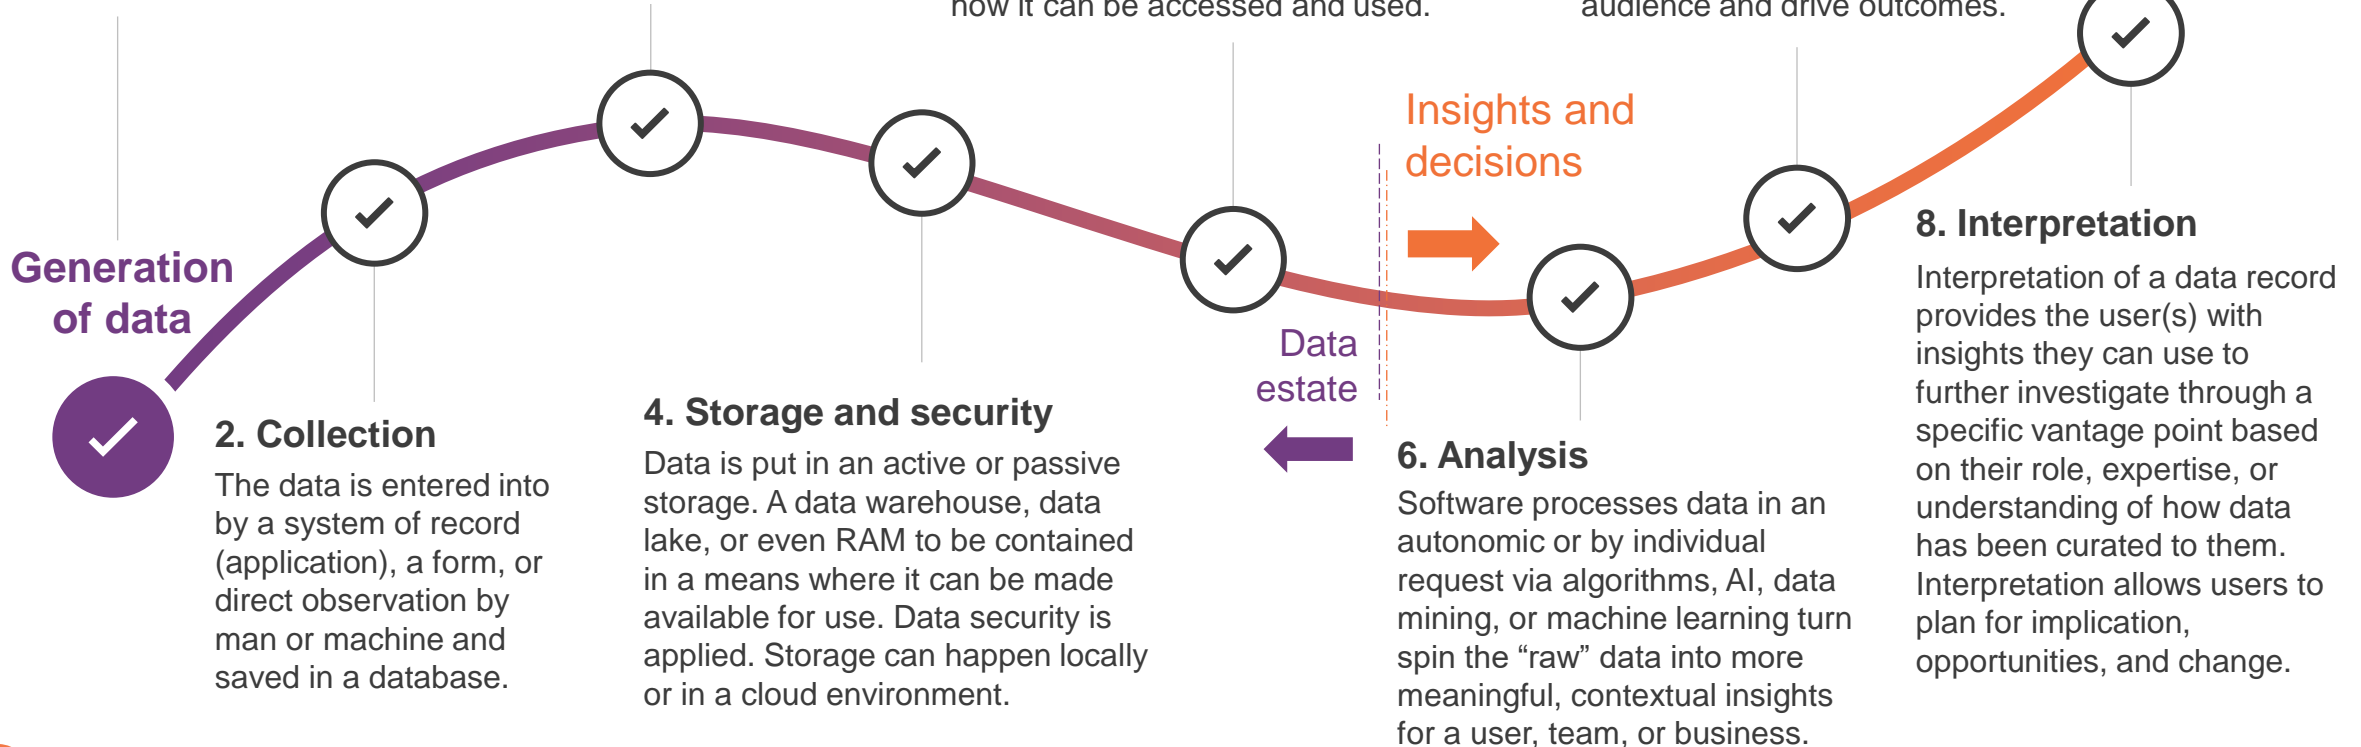 how it can be accessed and used.
audience and drive outcomes.
Insights and
decisions
Generation
of data
Data
estate
2. Collection
The data is entered into
by a system of record
(application), a form, or
direct observation by
man or machine and
saved in a database.
4. Storage and security
Data is put in an active or passive
storage. A data warehouse, data
lake, or even RAM to be contained
in a means where it can be made
available for use. Data security is
applied. Storage can happen locally
or in a cloud environment.
6. Analysis
Software processes data in an
autonomic or by individual
request via algorithms, AI, data
mining, or machine learning turn
spin the “raw” data into more
meaningful, contextual insights
for a user, team, or business.
8. Interpretation
Interpretation of a data record
provides the user(s) with
insights they can use to
further investigate through a
specific vantage point based
on their role, expertise, or
understanding of how data
has been curated to them.
Interpretation allows users to
plan for implication,
opportunities, and change.